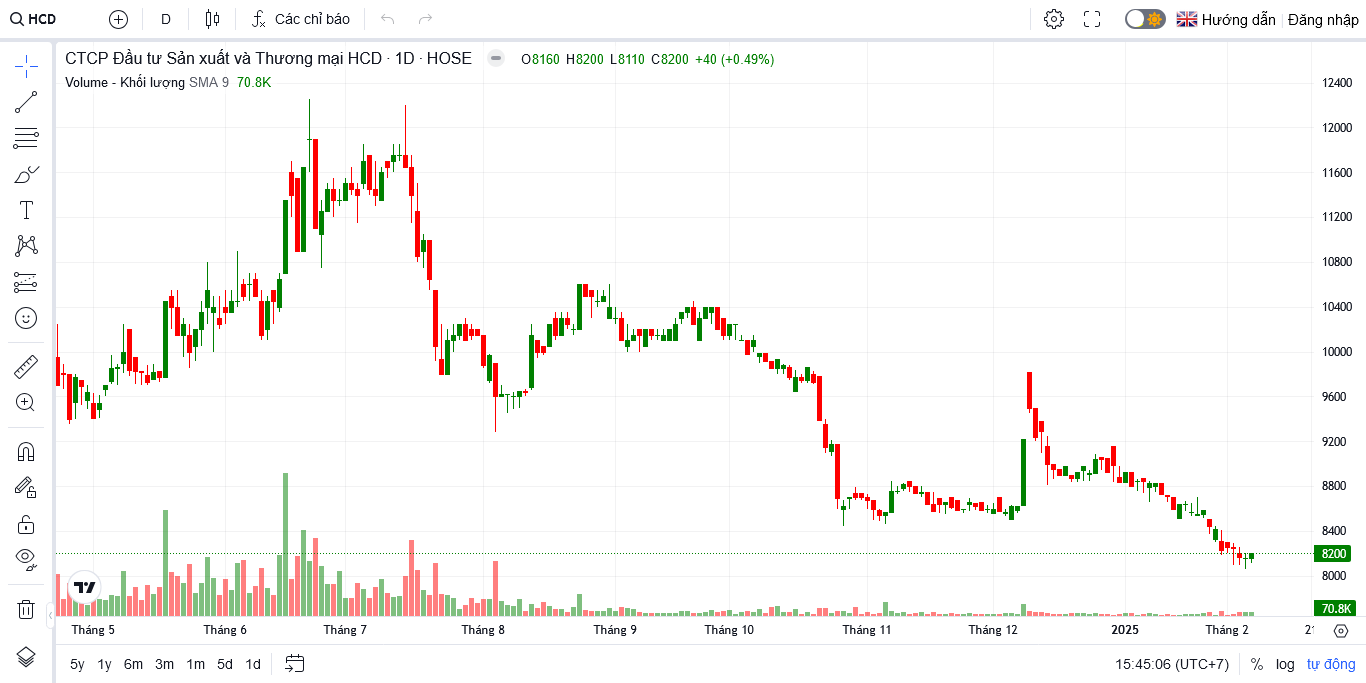 HCD D Các chỉ báo Hướng dẫn Đăng nhập
CTCP Đầu tư Sản xuất và Thương mại HCD · 1D · HOSE O8160 H8200 L8110 C8200 +40 (+0.49%)
Volume - Khối lượng SMA 9 70.8K
12400
12000
11600
11200
10800
10400
10000
9600
9200
8800
8400
8200
8000
70.8K
Tháng 5 Tháng 6 Tháng 7 Tháng 8 Tháng 9 Tháng 10 Tháng 11 Tháng 12 2025 Tháng 2
5y 1y 6m 3m 1m 5d 1d 15:45:06 (UTC+7) % log tự động